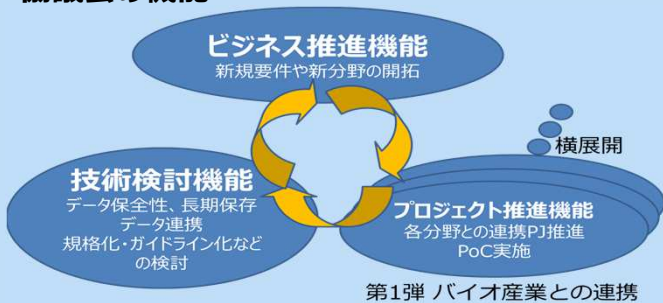 協議会の機能
ビジネス推進機能
新規要件や新分野の開拓
横展開
技術検討機能
データ保全性、長期保存
データ連携
規格化・ガイドライン化など
の検討
プロジェクト推進機能
各分野との連携PJ推進
PoC実施
第1弾 バイオ産業との連携